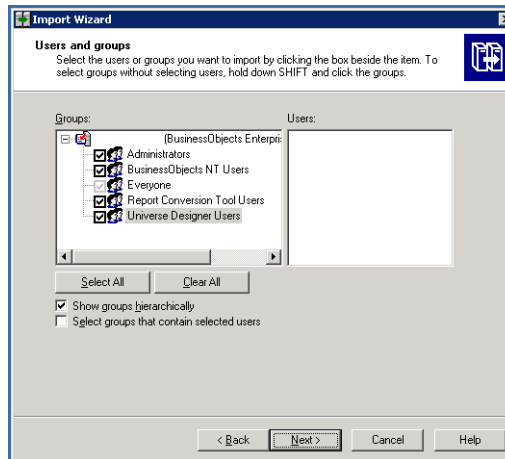 Import Wizard
Users and groups
Select the users or groups you want to import by clicking the box beside the item. To
select groups without selecting users, hold down SHIFT and click the groups.
Groups:
Users:
(BusinessObjects Enterpri
Administrators
BusinessObjects NT Users
Everyone
Report Conversion Tool Users
Universe Designer Users
Select All
Clear All
Show groups hierarchically
Select groups that contain selected users
< Back
Next >
Cancel
Help